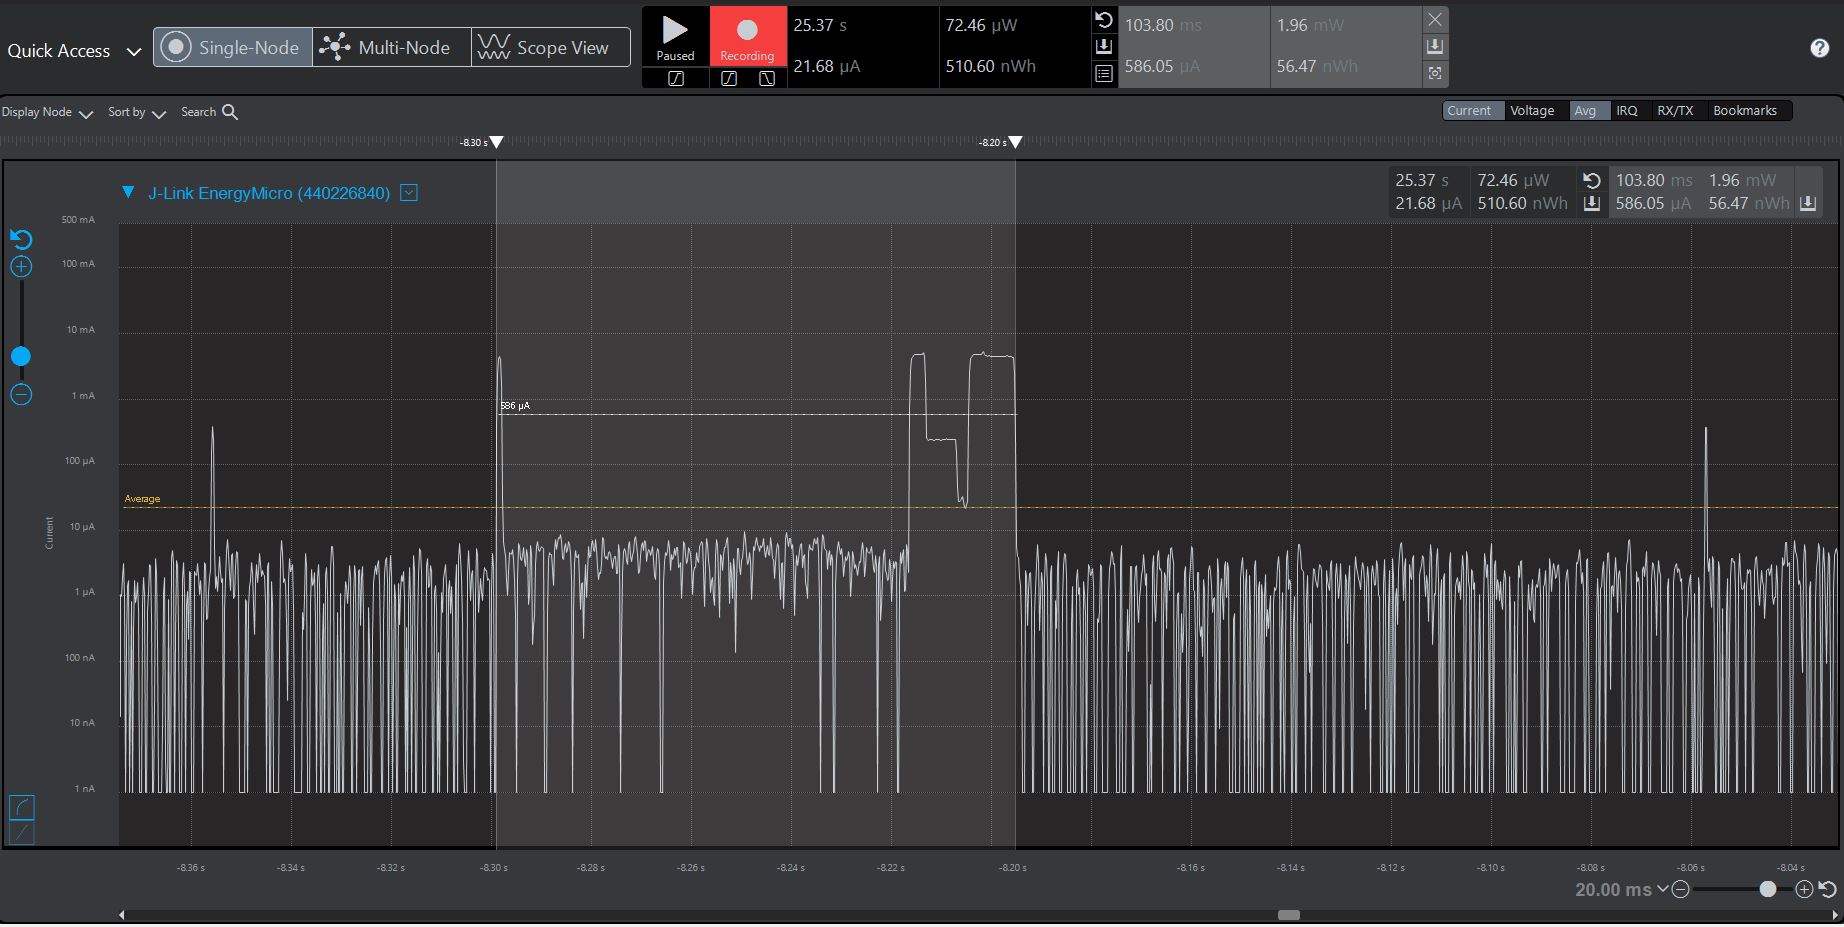 Quick Access
Single-Node
Multi-Node
Scope View
Paused
Recording
25.37 s
72.46 µW
21.68 µA
510.60 nWh
103.80 ms
1.96 mW
586.05 µA
56.47 nWh
Display Node
Sort by
Search
Current
Voltage
Avg
IRQ
RX/TX
Bookmarks
-8.30 s
-8.20 s
J-Link EnergyMicro (440226840)
25.37 s 72.46 µW
21.68 µA 510.60 nWh
103.80 ms 1.96 mW
586.05 µA 56.47 nWh
500 mA
100 mA
10 mA
1 mA
100 µA
10 µA
1 µA
100 nA
10 nA
1 nA
Current
586 µA
Average
-8.36 s
-8.34 s
-8.32 s
-8.30 s
-8.28 s
-8.26 s
-8.24 s
-8.22 s
-8.20 s
-8.16 s
-8.14 s
-8.12 s
-8.10 s
-8.08 s
-8.06 s
-8.04 s
20.00 ms